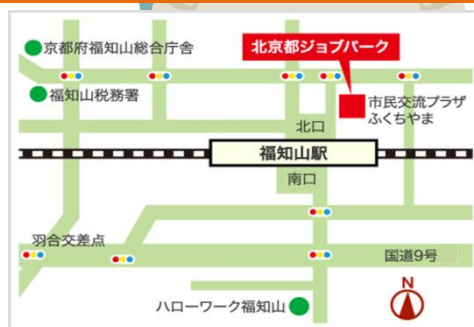 京都府福知山総合庁舎
北京都ジョブパーク
福知山税務署
市民交流プラザ
ふくちやま
北口
福知山駅
南口
羽合交差点
国道9号
N
ハローワーク福知山